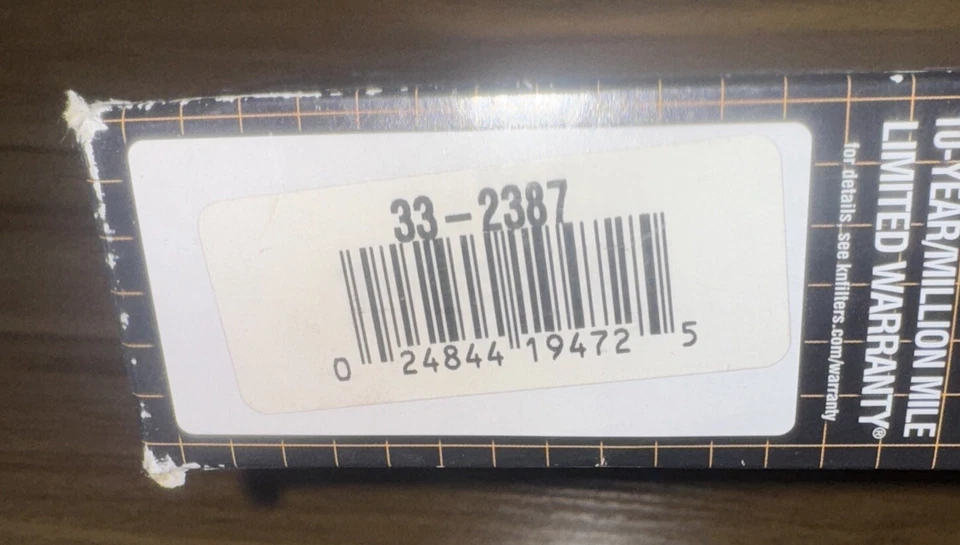 33-2387
0 24844 19472 5
10-YEAR/MILLION MILE
LIMITED WARRANTY®
for details, see knfilters.com/warranty